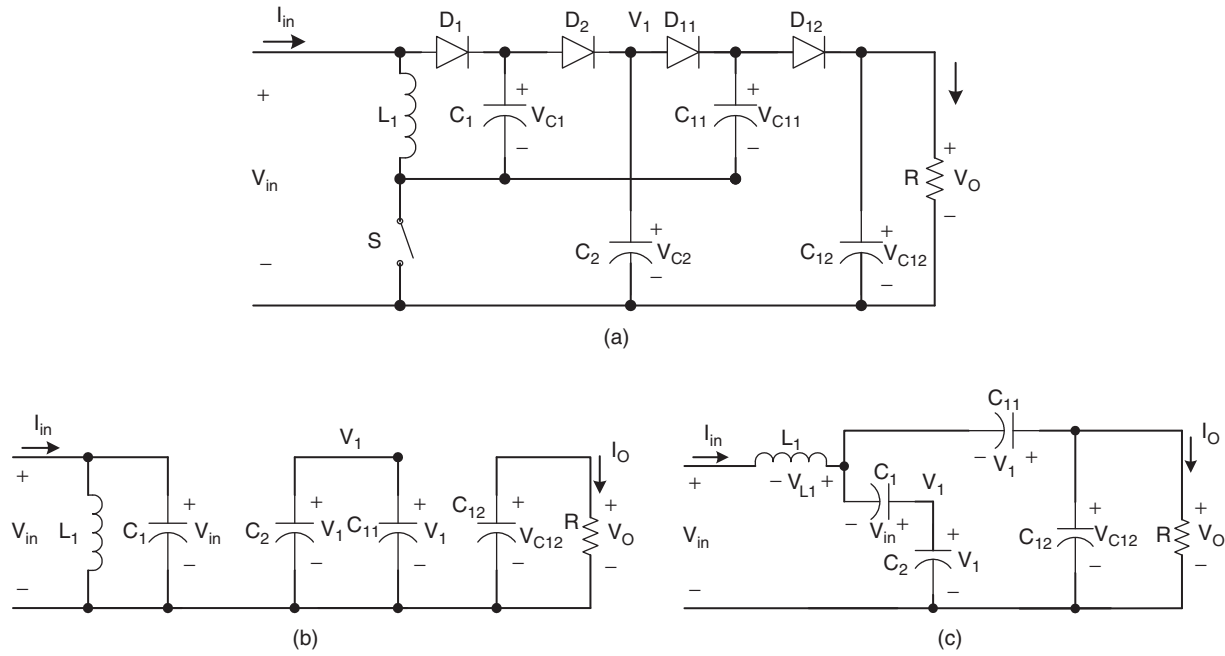 I_in D_1 D_2 V_1 D_11 D_12
+ L_1 C_1 + V_C1 − C_11 + V_C11 −
V_in R + V_O −
S C_2 + V_C2 − C_12 + V_C12 −
−
(a)
I_in V_1 I_O
+ V_in − L_1 C_1 + V_in − C_2 + V_1 − C_11 + V_1 − C_12 + V_C12 − R + V_O −
(b)
C_11
I_in L_1 − V_1 + I_O
+ − V_L1 + C_1 V_1
− V_in +
V_in C_2 + V_1 − C_12 + V_C12 − R + V_O −
−
(c)